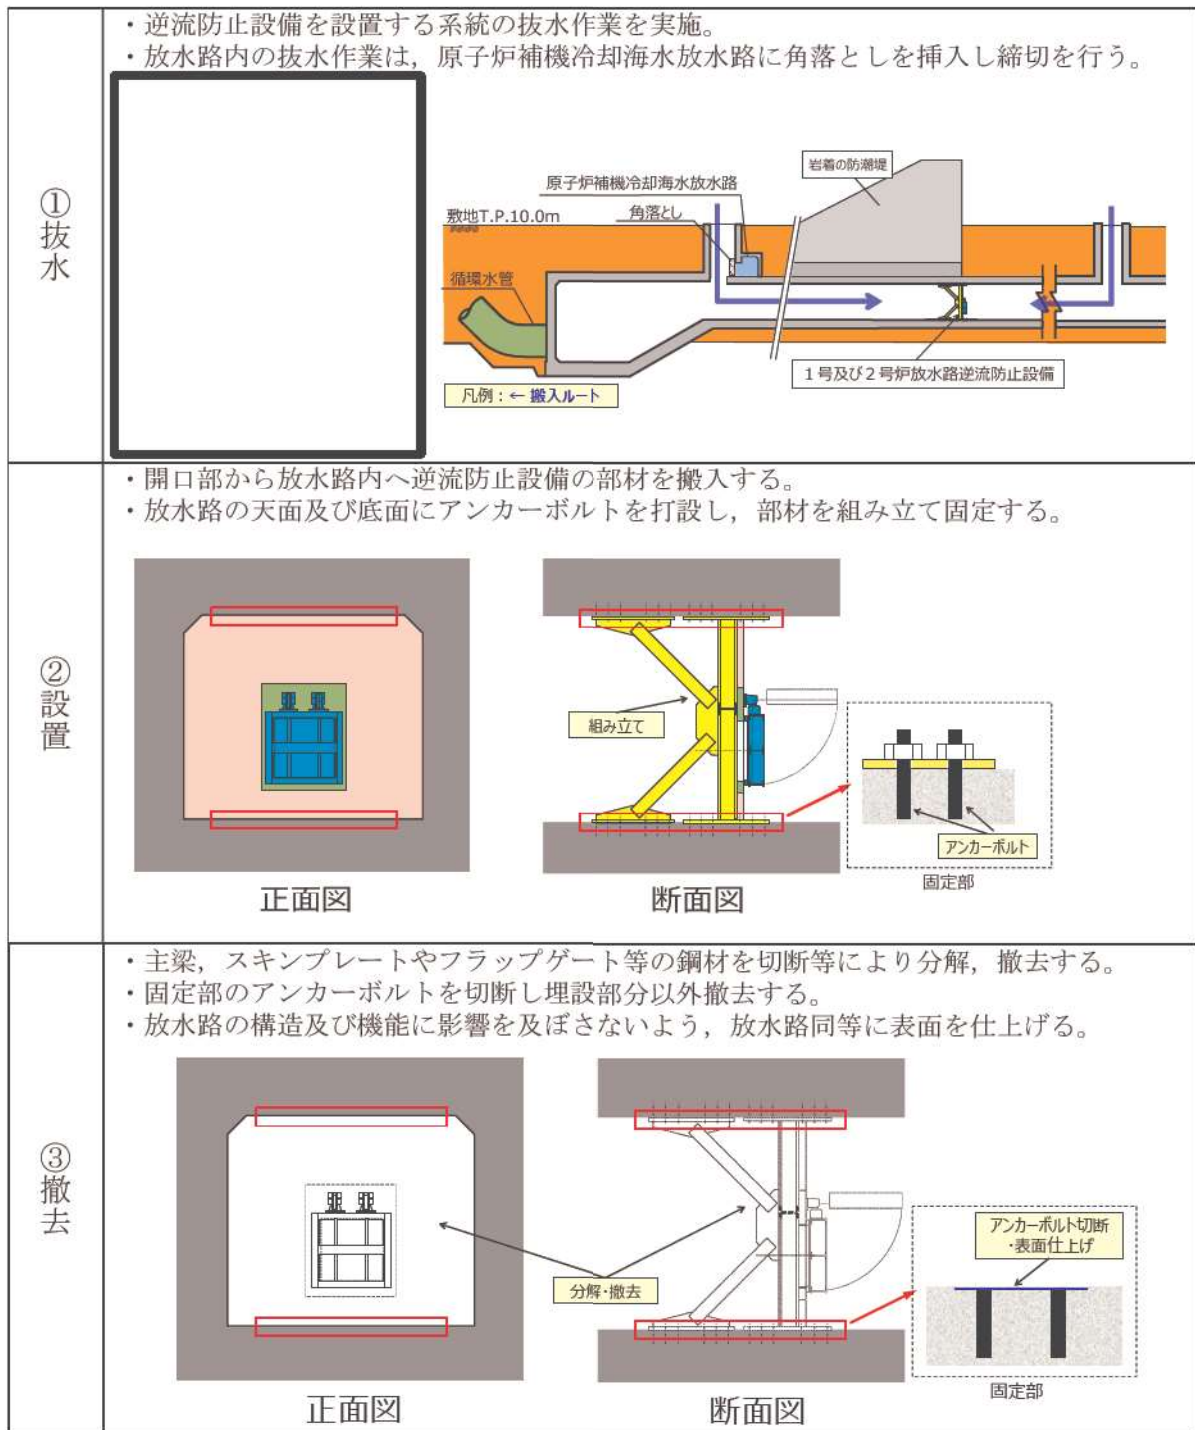 ①抜水
・逆流防止設備を設置する系統の抜水作業を実施。
・放水路内の抜水作業は，原子炉補機冷却海水放水路に角落としを挿入し締切を行う。
岩着の防潮堤
原子炉補機冷却海水放水路
敷地T.P.10.0m
角落とし
循環水管
１号及び２号炉放水路逆流防止設備
凡例：← 搬入ルート
②設置
・開口部から放水路内へ逆流防止設備の部材を搬入する。
・放水路の天面及び底面にアンカーボルトを打設し，部材を組み立て固定する。
組み立て
アンカーボルト
固定部
正面図
断面図
③撤去
・主梁，スキンプレートやフラップゲート等の鋼材を切断等により分解，撤去する。
・固定部のアンカーボルトを切断し埋設部分以外撤去する。
・放水路の構造及び機能に影響を及ぼさないよう，放水路同等に表面を仕上げる。
アンカーボルト切断
・表面仕上げ
分解・撤去
固定部
正面図
断面図